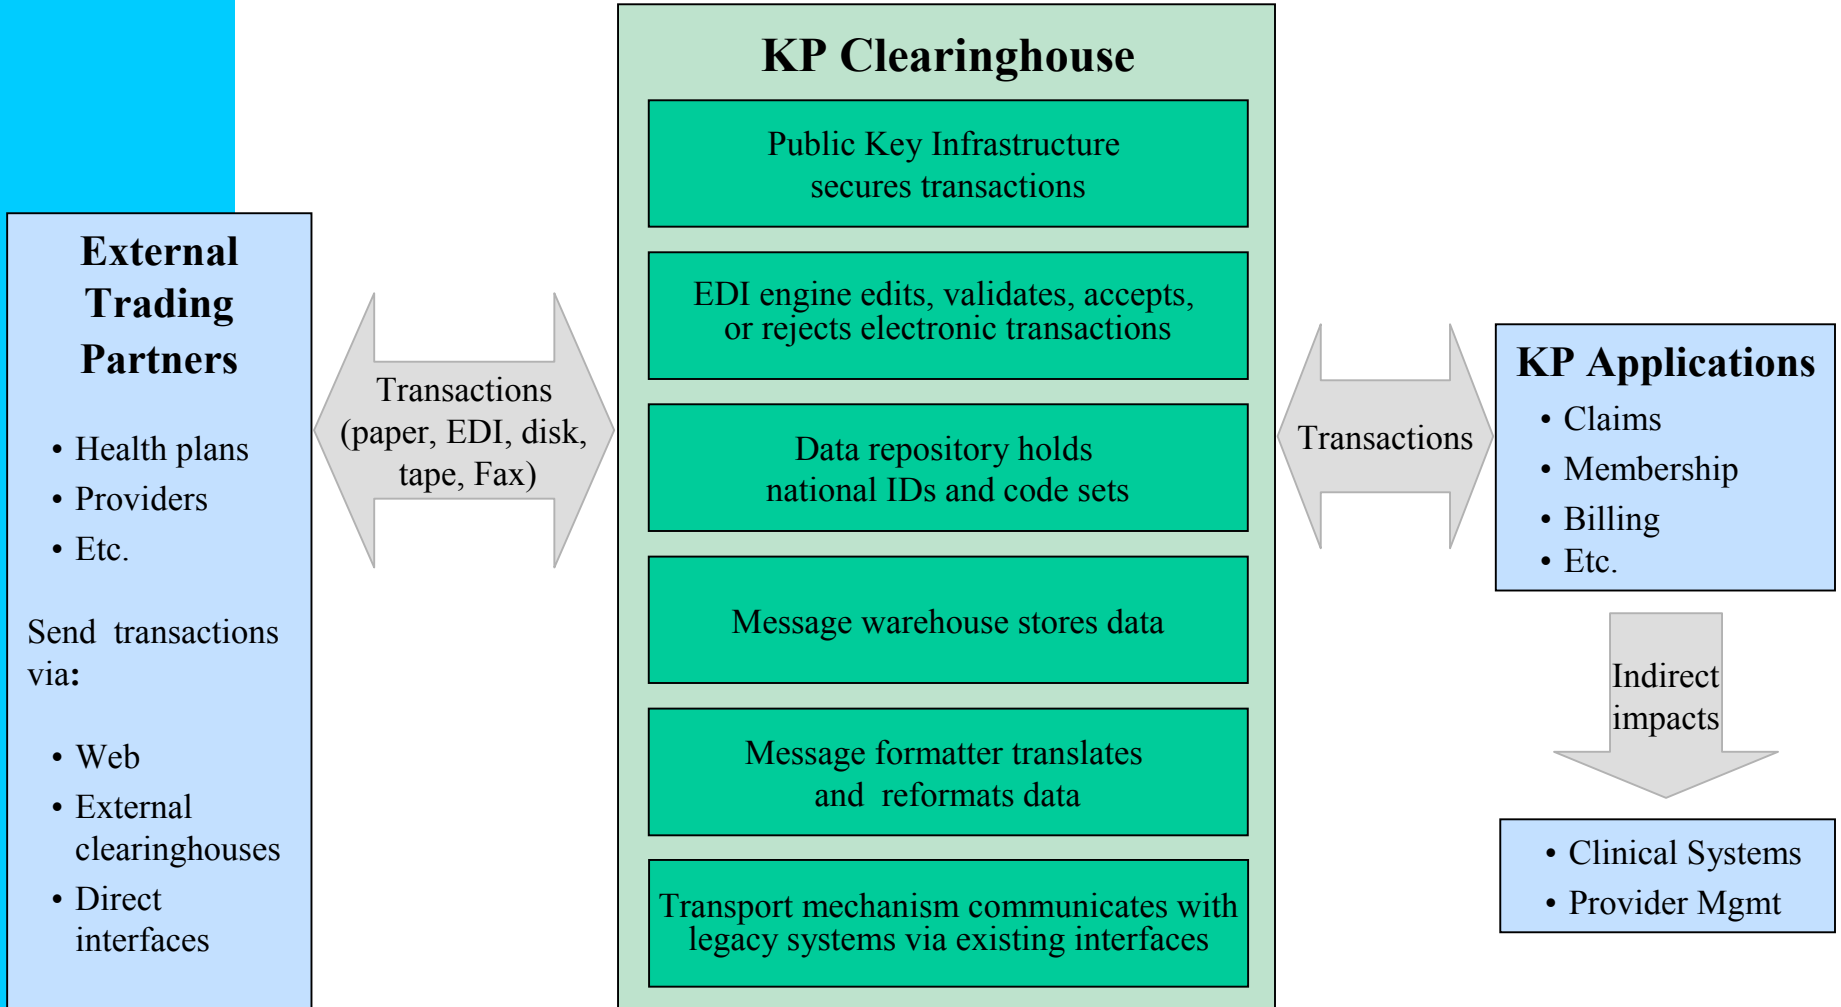 External
Trading
Partners
• Health plans
• Providers
• Etc.
Send transactions
via:
• Web
• External
clearinghouses
• Direct
interfaces
Transactions
(paper, EDI, disk,
tape, Fax)
KP Clearinghouse
Public Key Infrastructure
secures transactions
EDI engine edits, validates, accepts,
or rejects electronic transactions
Data repository holds
national IDs and code sets
Message warehouse stores data
Message formatter translates
and reformats data
Transport mechanism communicates with
legacy systems via existing interfaces
Transactions
KP Applications
• Claims
• Membership
• Billing
• Etc.
Indirect
impacts
• Clinical Systems
• Provider Mgmt